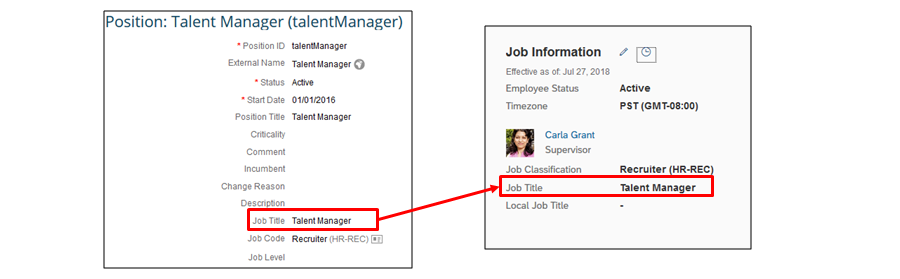 Position: Talent Manager (talentManager)
* Position ID talentManager
External Name Talent Manager
* Status Active
* Start Date 01/01/2016
Position Title Talent Manager
Criticality
Comment
Incumbent
Change Reason
Description
Job Title Talent Manager
Job Code Recruiter (HR-REC)
Job Level
Job Information
Effective as of: Jul 27, 2018
Employee Status Active
Timezone PST (GMT-08:00)
Carla Grant
Supervisor
Job Classification Recruiter (HR-REC)
Job Title Talent Manager
Local Job Title -